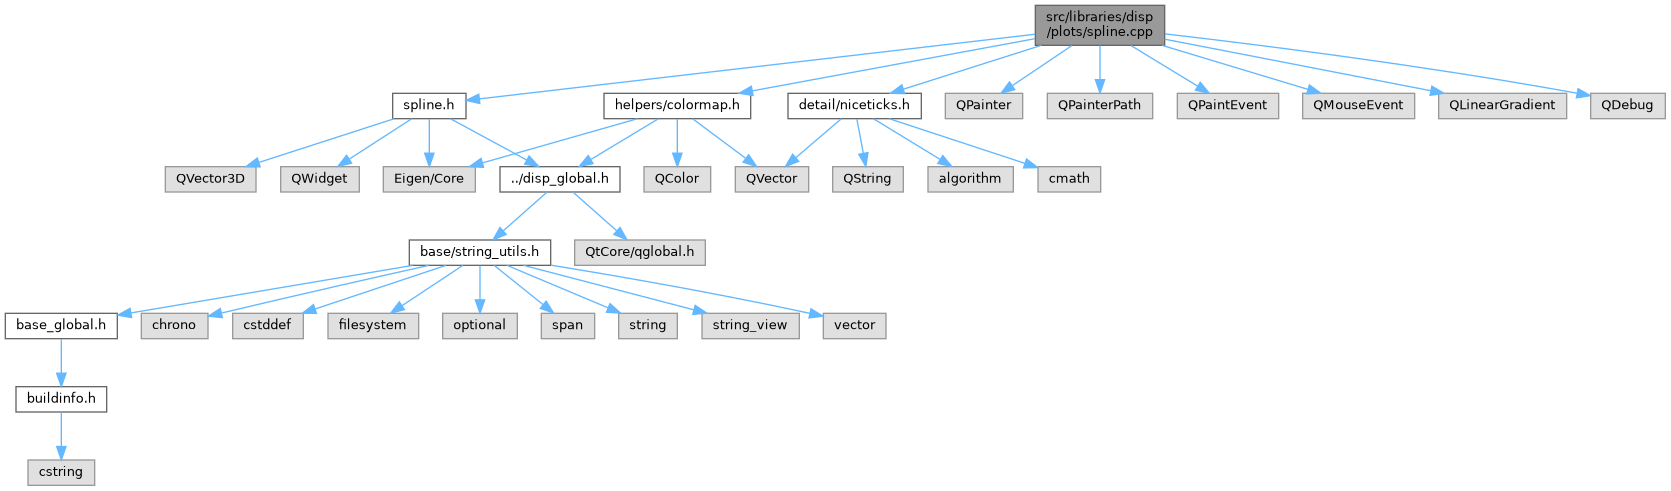 src/libraries/disp
/plots/spline.cpp
spline.h
helpers/colormap.h
detail/niceticks.h
QPainter
QPainterPath
QPaintEvent
QMouseEvent
QLinearGradient
QDebug
QVector3D
QWidget
Eigen/Core
../disp_global.h
QColor
QVector
QString
algorithm
cmath
base/string_utils.h
QtCore/qglobal.h
base_global.h
chrono
cstddef
filesystem
optional
span
string
string_view
vector
buildinfo.h
cstring